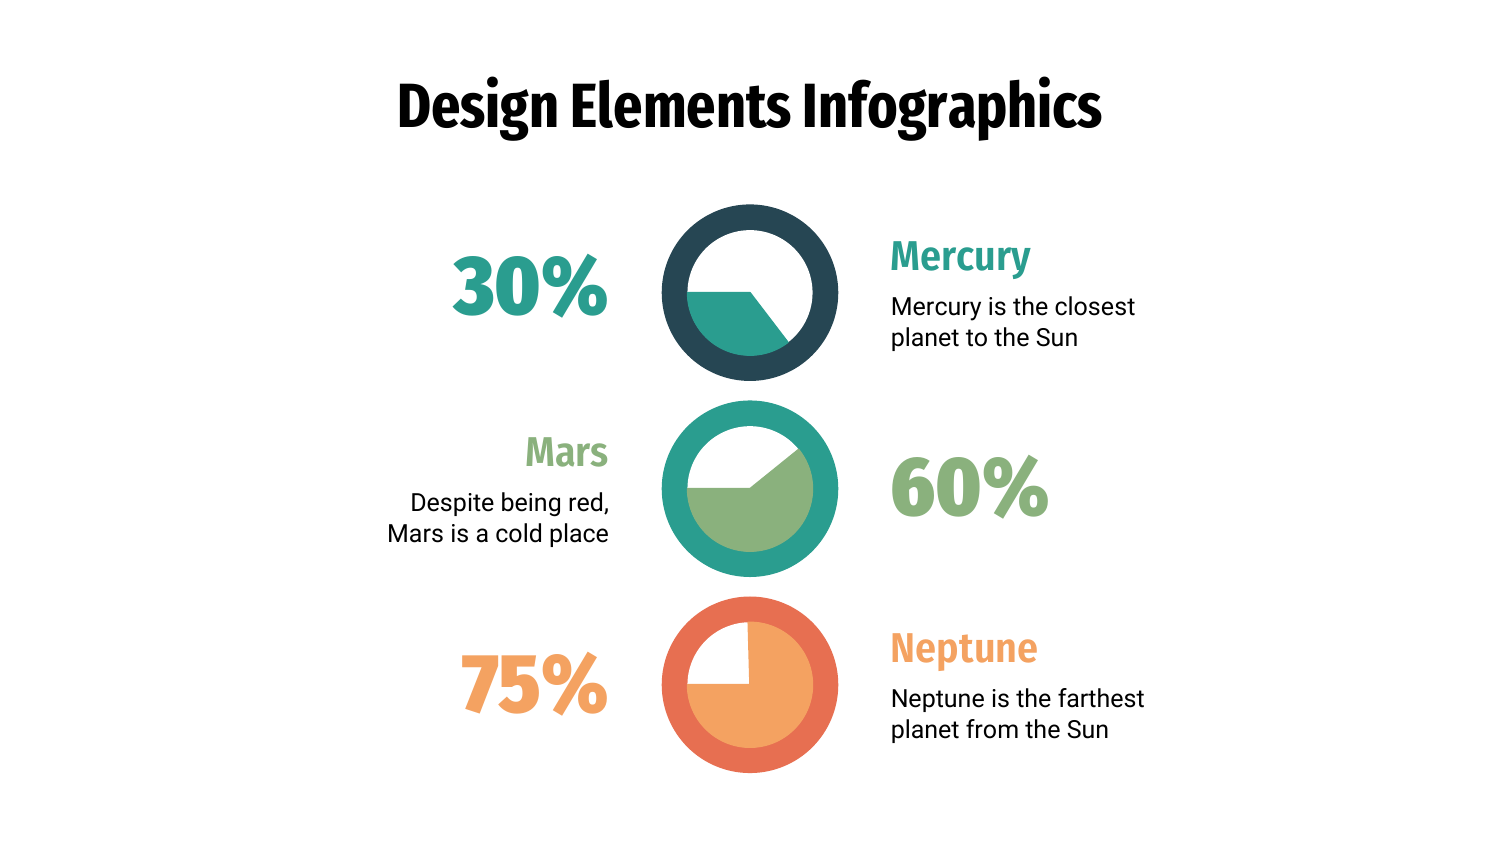 Design Elements Infographics
30%
Mercury
Mercury is the closest
planet to the Sun
Mars
Despite being red,
Mars is a cold place
60%
75%
Neptune
Neptune is the farthest
planet from the Sun